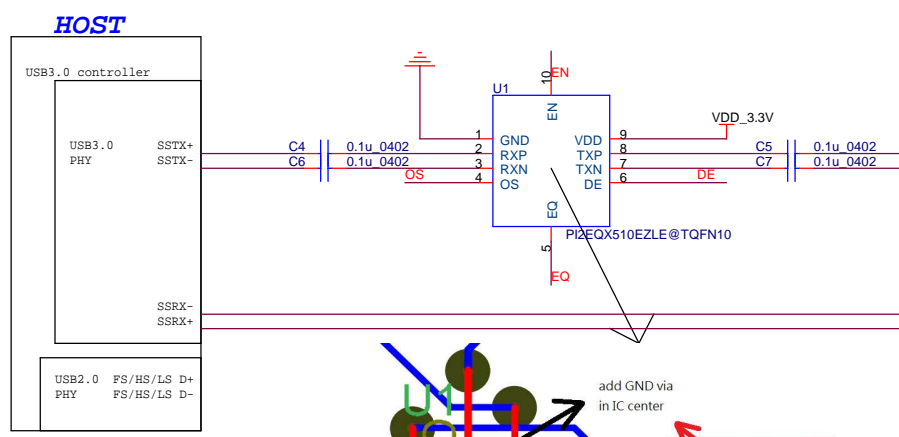 HOST
USB3.0 controller
USB3.0 SSTX+
PHY SSTX-
SSRX-
SSRX+
USB2.0 FS/HS/LS D+
PHY FS/HS/LS D-
C4 0.1u_0402
C6 0.1u_0402
OS
U1
10 EN
EN
1 GND
2 RXP
3 RXN
4 OS
VDD 9
TXP 8
TXN 7
DE 6
EQ
5
EQ
PI2EQX510EZLE@TQFN10
VDD_3.3V
C5 0.1u_0402
C7 0.1u_0402
DE
U1
add GND via
in IC center